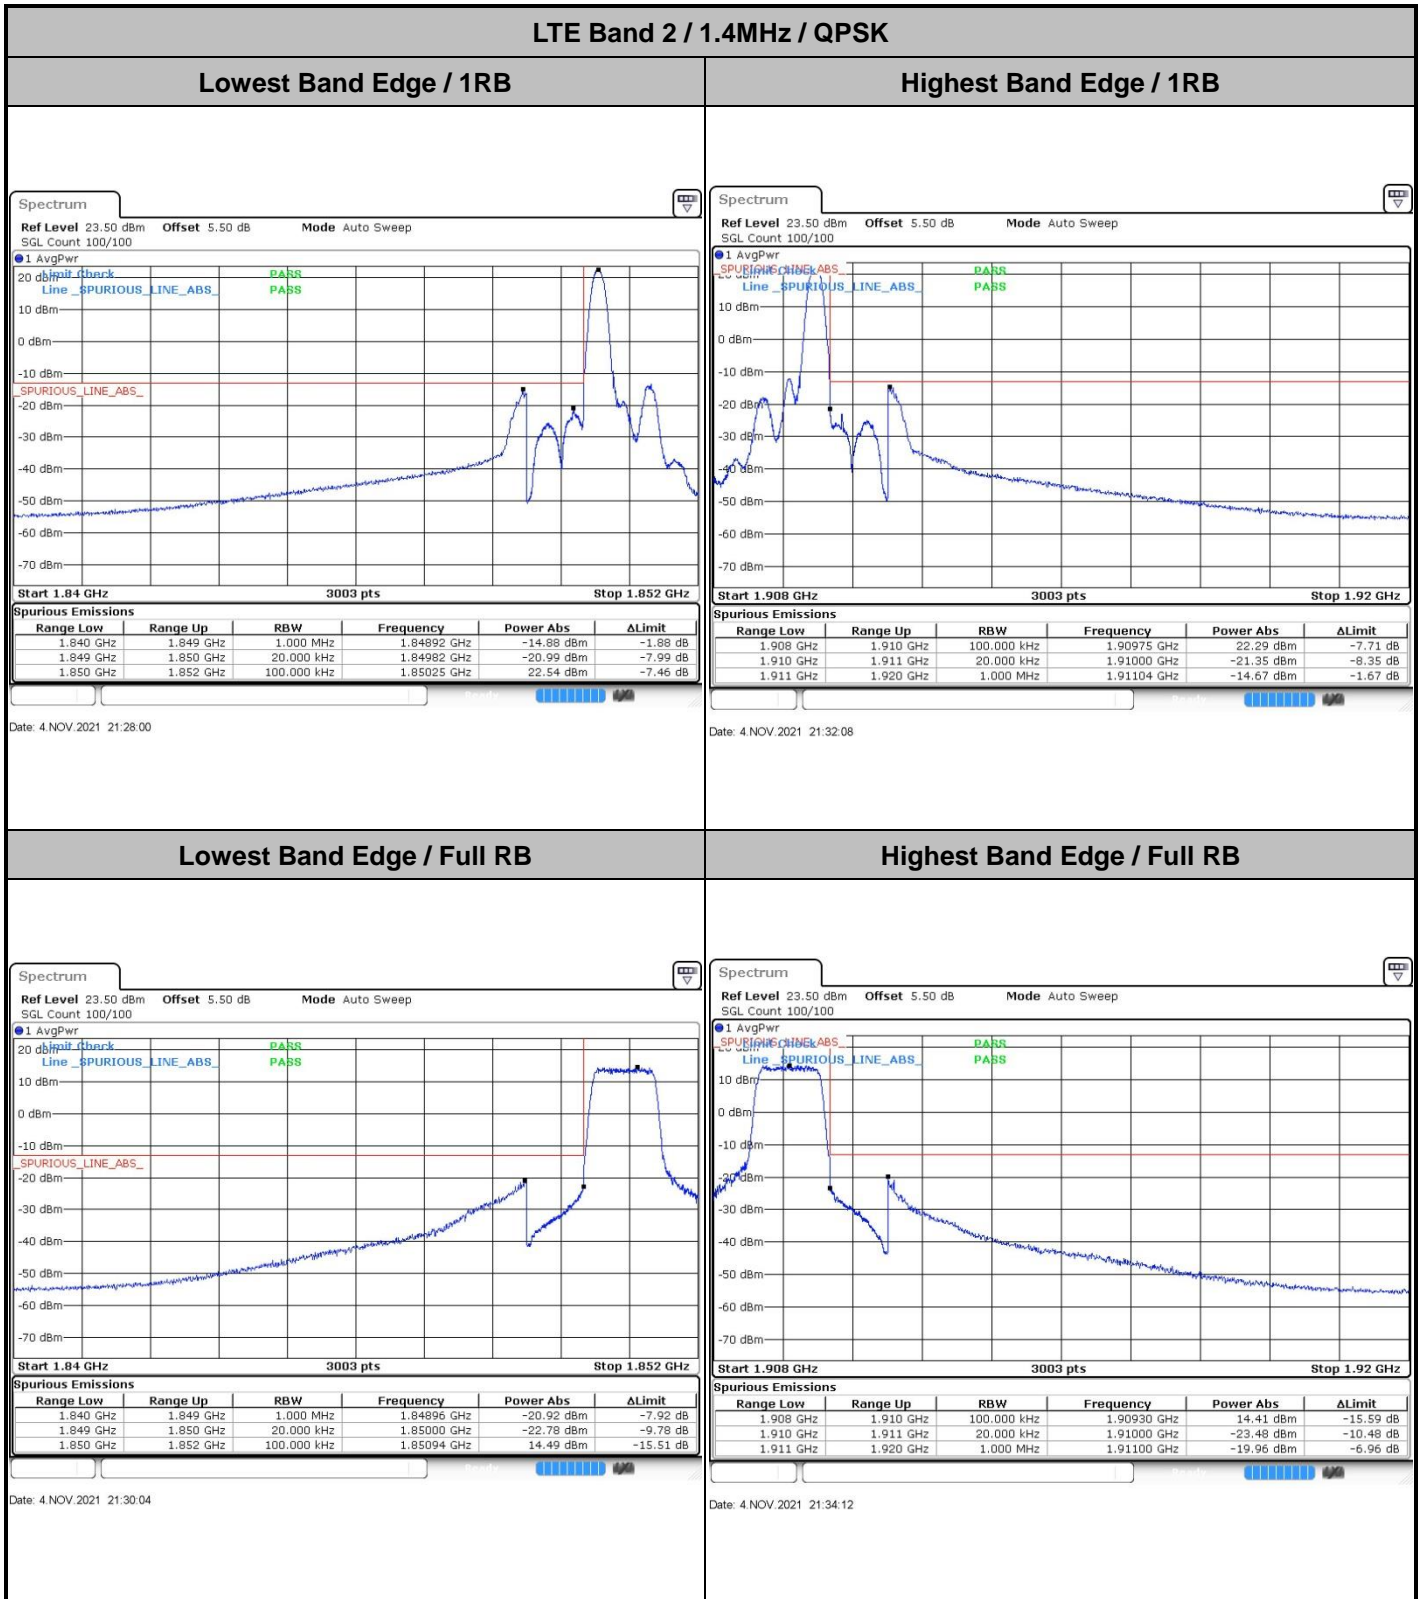 LTE Band 2 / 1.4MHz / QPSK
Lowest Band Edge / 1RB
Highest Band Edge / 1RB
Spectrum
Ref Level 23.50 dBm Offset 5.50 dB Mode Auto Sweep
SGL Count 100/100
1 AvgPwr
20 dBm
Limit Check PASS
Line _SPURIOUS_LINE_ABS_ PASS
10 dBm
0 dBm
-10 dBm
_SPURIOUS_LINE_ABS_
-20 dBm
-30 dBm
-40 dBm
-50 dBm
-60 dBm
-70 dBm
Start 1.84 GHz 3003 pts Stop 1.852 GHz
Spurious Emissions
Range Low Range Up RBW Frequency Power Abs ΔLimit
1.840 GHz 1.849 GHz 1.000 MHz 1.84892 GHz -14.88 dBm -1.88 dB
1.849 GHz 1.850 GHz 20.000 kHz 1.84982 GHz -20.99 dBm -7.99 dB
1.850 GHz 1.852 GHz 100.000 kHz 1.85025 GHz 22.54 dBm -7.46 dB
Date: 4.NOV.2021 21:28:00
Spectrum
Ref Level 23.50 dBm Offset 5.50 dB Mode Auto Sweep
SGL Count 100/100
1 AvgPwr
_SPURIOUS_LINE_ABS_
Limit Check PASS
Line _SPURIOUS_LINE_ABS_ PASS
10 dBm
0 dBm
-10 dBm
-20 dBm
-30 dBm
-40 dBm
-50 dBm
-60 dBm
-70 dBm
Start 1.908 GHz 3003 pts Stop 1.92 GHz
Spurious Emissions
Range Low Range Up RBW Frequency Power Abs ΔLimit
1.908 GHz 1.910 GHz 100.000 kHz 1.90975 GHz 22.29 dBm -7.71 dB
1.910 GHz 1.911 GHz 20.000 kHz 1.91000 GHz -21.35 dBm -8.35 dB
1.911 GHz 1.920 GHz 1.000 MHz 1.91104 GHz -14.67 dBm -1.67 dB
Date: 4.NOV.2021 21:32:08
Lowest Band Edge / Full RB
Highest Band Edge / Full RB
Spectrum
Ref Level 23.50 dBm Offset 5.50 dB Mode Auto Sweep
SGL Count 100/100
1 AvgPwr
20 dBm
Limit Check PASS
Line _SPURIOUS_LINE_ABS_ PASS
10 dBm
0 dBm
-10 dBm
_SPURIOUS_LINE_ABS_
-20 dBm
-30 dBm
-40 dBm
-50 dBm
-60 dBm
-70 dBm
Start 1.84 GHz 3003 pts Stop 1.852 GHz
Spurious Emissions
Range Low Range Up RBW Frequency Power Abs ΔLimit
1.840 GHz 1.849 GHz 1.000 MHz 1.84896 GHz -20.92 dBm -7.92 dB
1.849 GHz 1.850 GHz 20.000 kHz 1.85000 GHz -22.78 dBm -9.78 dB
1.850 GHz 1.852 GHz 100.000 kHz 1.85094 GHz 14.49 dBm -15.51 dB
Date: 4.NOV.2021 21:30:04
Spectrum
Ref Level 23.50 dBm Offset 5.50 dB Mode Auto Sweep
SGL Count 100/100
1 AvgPwr
_SPURIOUS_LINE_ABS_
Limit Check PASS
Line _SPURIOUS_LINE_ABS_ PASS
10 dBm
0 dBm
-10 dBm
-20 dBm
-30 dBm
-40 dBm
-50 dBm
-60 dBm
-70 dBm
Start 1.908 GHz 3003 pts Stop 1.92 GHz
Spurious Emissions
Range Low Range Up RBW Frequency Power Abs ΔLimit
1.908 GHz 1.910 GHz 100.000 kHz 1.90930 GHz 14.41 dBm -15.59 dB
1.910 GHz 1.911 GHz 20.000 kHz 1.91000 GHz -23.48 dBm -10.48 dB
1.911 GHz 1.920 GHz 1.000 MHz 1.91100 GHz -19.96 dBm -6.96 dB
Date: 4.NOV.2021 21:34:12